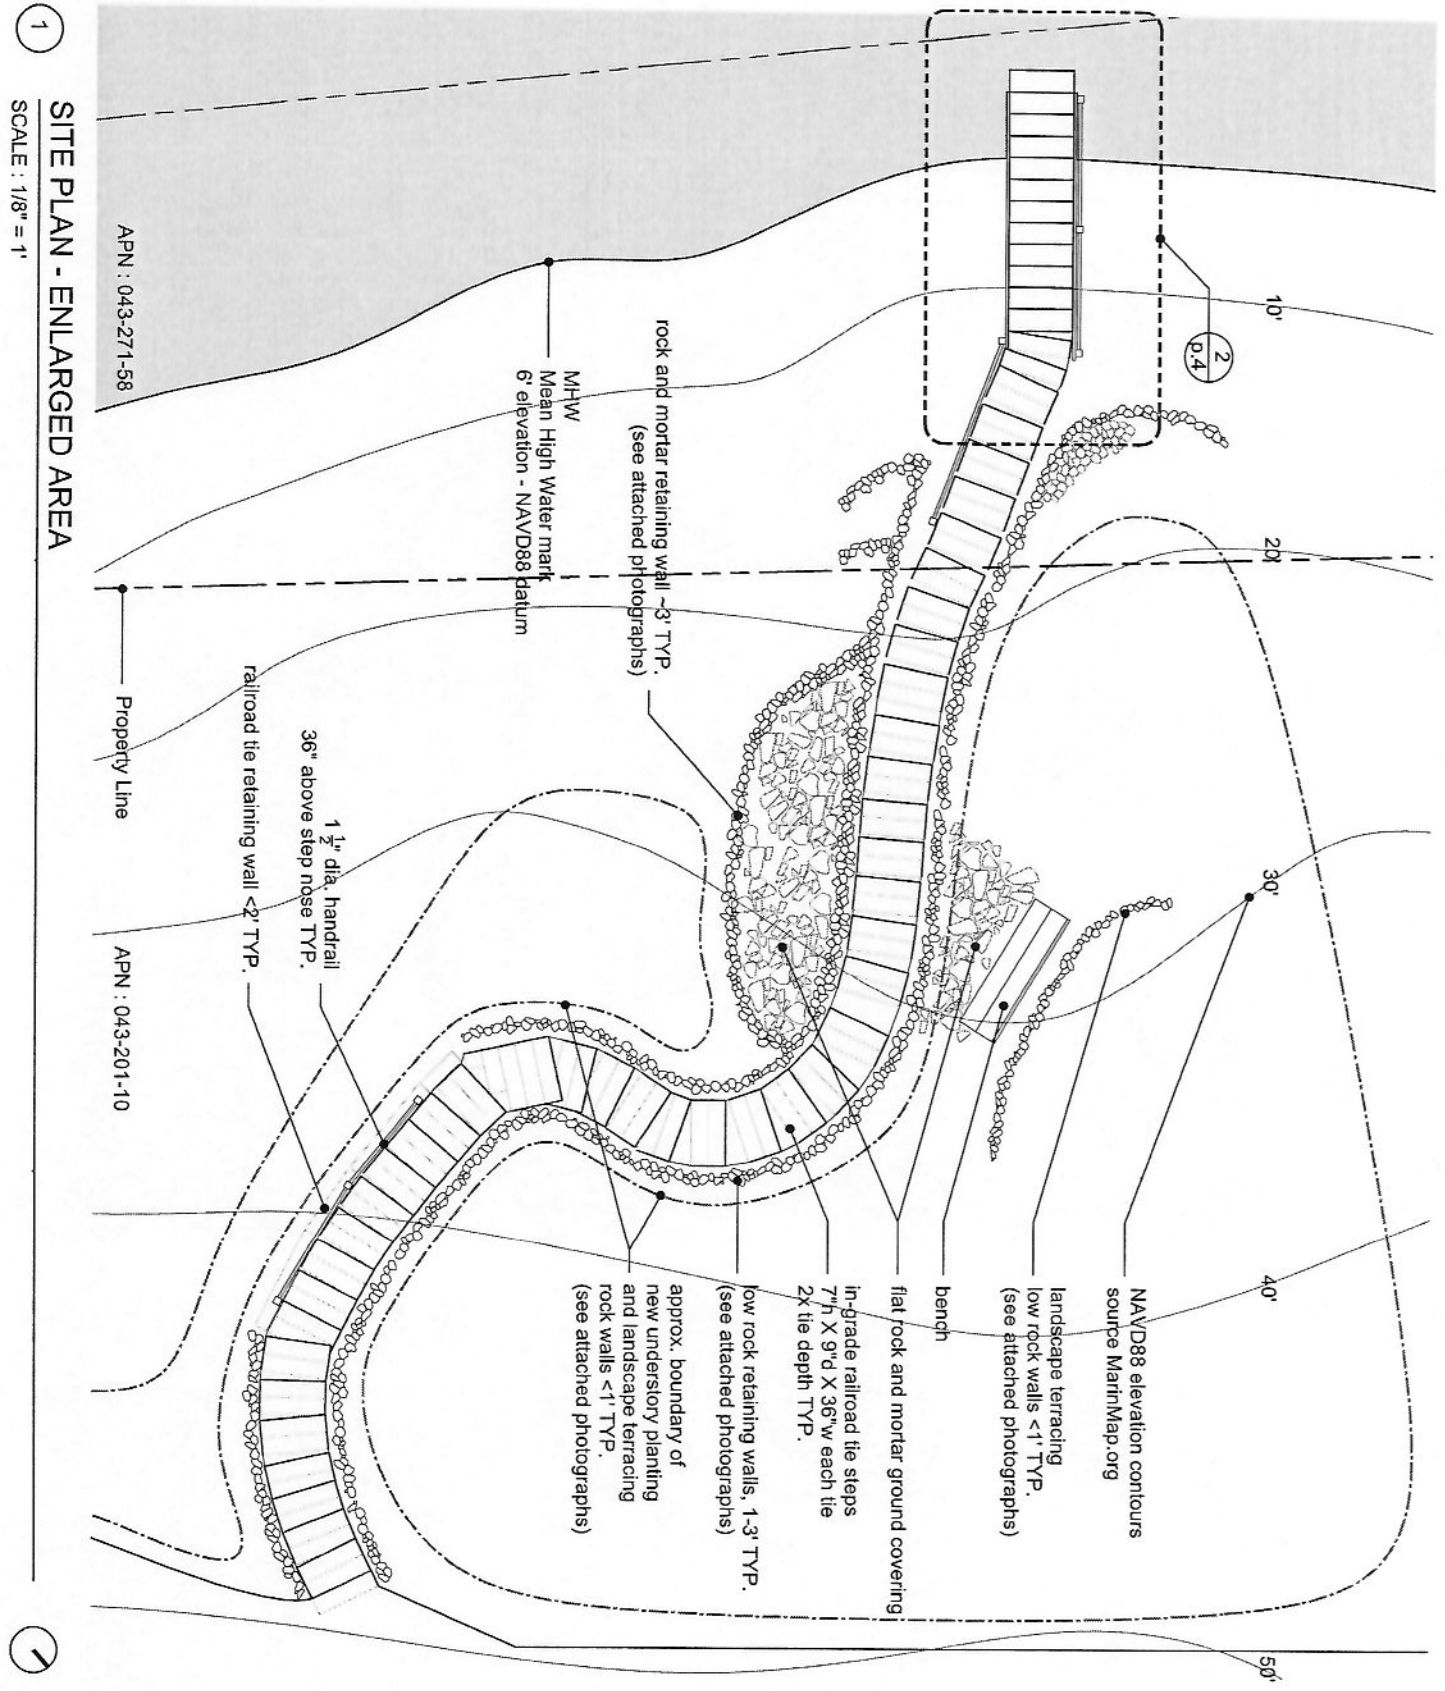 1
SITE PLAN - ENLARGED AREA
SCALE : 1/8" = 1'
APN : 043-271-58
MHW
Mean High Water mark
6' elevation - NAVD88 datum
rock and mortar retaining wall ~3' TYP.
(see attached photographs)
2
p.4
10'
20'
30'
40'
50'
Property Line
APN : 043-201-10
1 1/2" dia. handrail
36" above step nose TYP.
railroad tie retaining wall <2' TYP.
NAVD88 elevation contours
source MarinMap.org
landscape terracing
low rock walls <1' TYP.
(see attached photographs)
bench
flat rock and mortar ground covering
in-grade railroad tie steps
7"h X 9"d X 36"w each tie
2x tie depth TYP.
low rock retaining walls, 1-3' TYP.
(see attached photographs)
approx. boundary of
new understory planting
and landscape terracing
rock walls <1' TYP.
(see attached photographs)